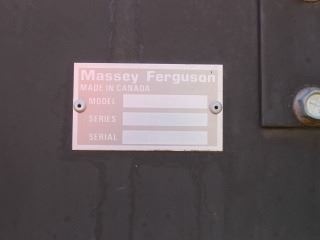 Massey Ferguson
MADE IN CANADA
MODEL
SERIES
SERIAL